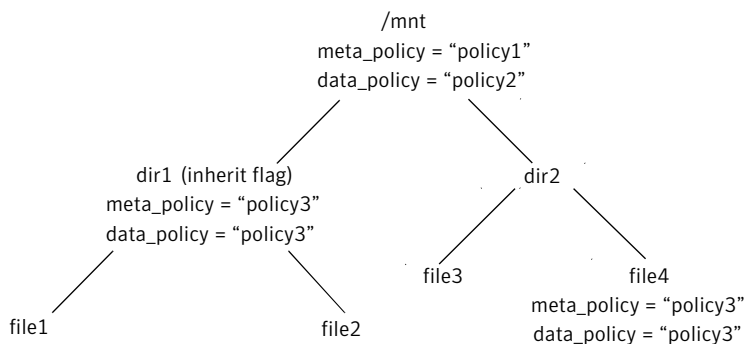 /mnt
meta_policy = “policy1”
data_policy = “policy2”
dir1 (inherit flag)
meta_policy = “policy3”
data_policy = “policy3”
dir2
file1
file2
file3
file4
meta_policy = “policy3”
data_policy = “policy3”